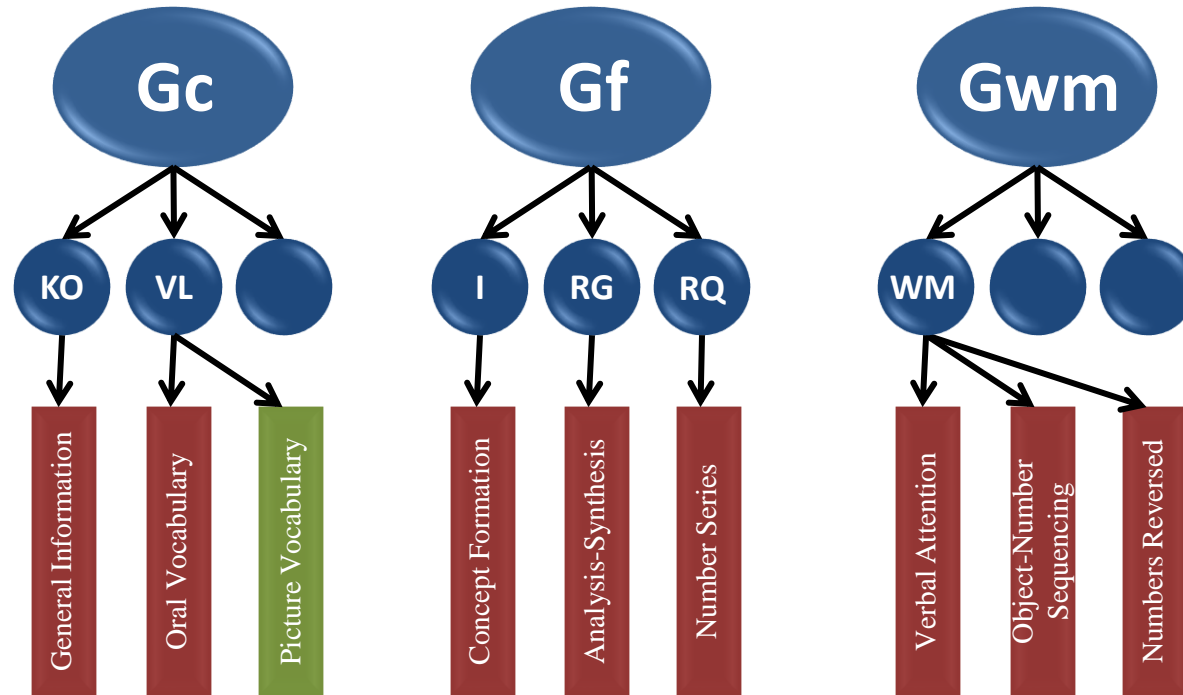 Gc
Gf
Gwm
KO
VL
I
RG
RQ
WM
General Information
Oral Vocabulary
Picture Vocabulary
Concept Formation
Analysis-Synthesis
Number Series
Verbal Attention
Object-Number
Sequencing
Numbers Reversed